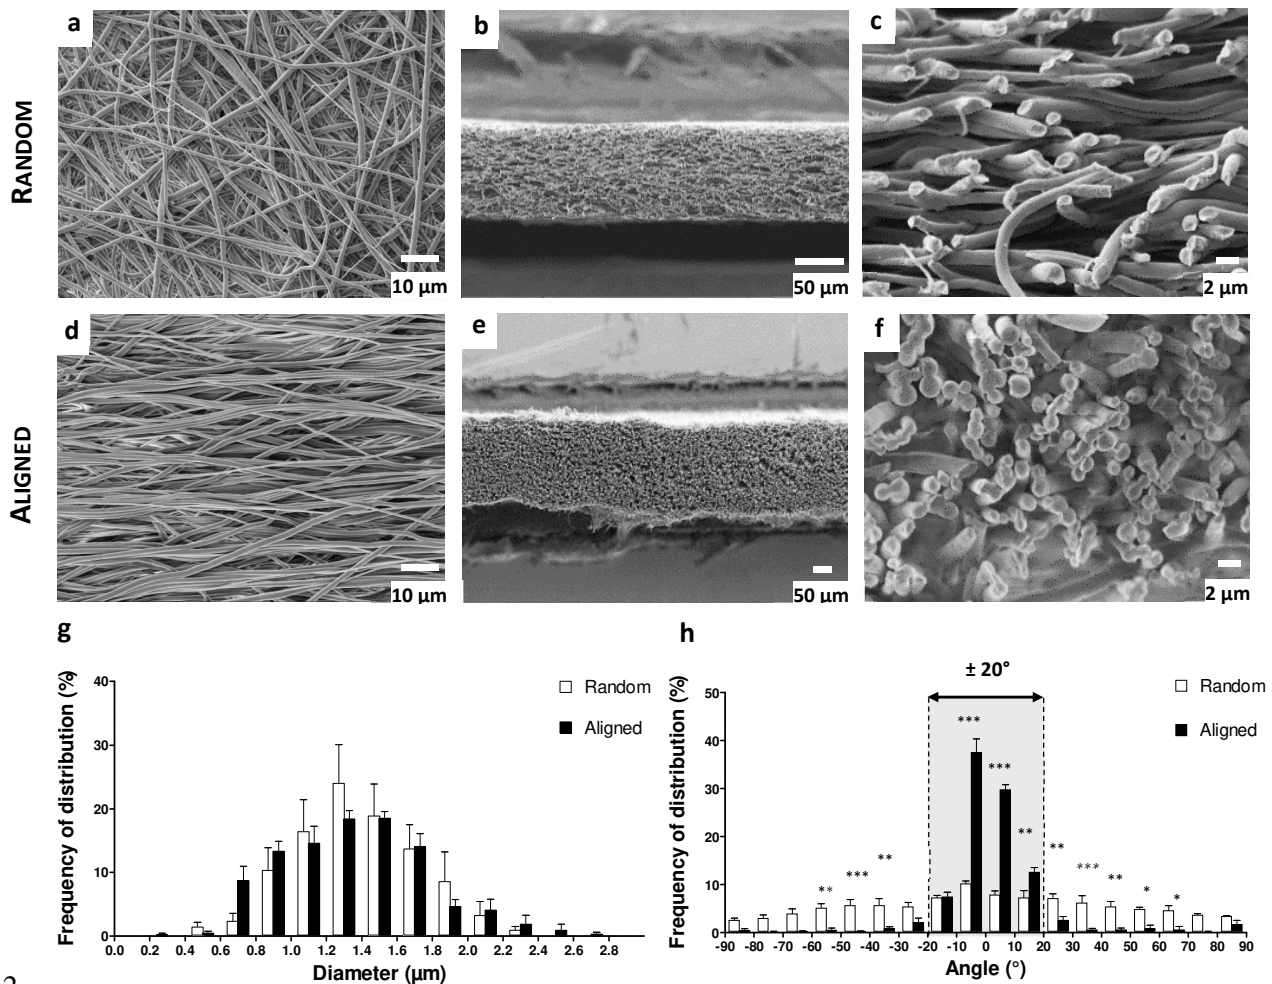 a
b
c
RANDOM
10 µm
50 µm
2 µm
d
e
f
ALIGNED
10 µm
50 µm
2 µm
g
Frequency of distribution (%)
40
30
20
10
0
0.0 0.2 0.4 0.6 0.8 1.0 1.2 1.4 1.6 1.8 2.0 2.2 2.4 2.6 2.8
Diameter (µm)
Random
Aligned
h
± 20°
Frequency of distribution (%)
50
40
30
20
10
0
** *** ** *** *** ** ** *** ** * *
-90 -80 -70 -60 -50 -40 -30 -20 -10 0 10 20 30 40 50 60 70 80 90
Angle (°)
Random
Aligned